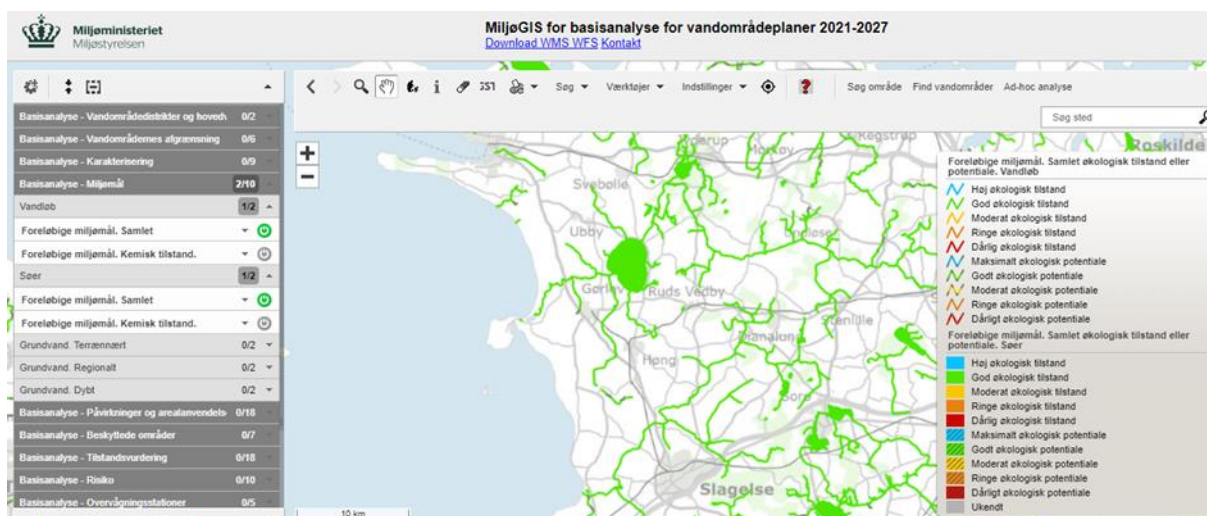 Miljøministeriet
Miljøstyrelsen
MiljøGIS for basisanalyse for vandområdeplaner 2021-2027
Download WMS WFS Kontakt
Søg Værktøjer Indstillinger Søg område Find vandområder Ad-hoc analyse
Søg sted
Basisanalyse - Vandområdedistrikter og hovedv 0/2
Basisanalyse - Vandområdernes afgrænsning 0/6
Basisanalyse - Karakterisering 0/9
Basisanalyse - Miljømål 2/10
Vandløb 1/2
Foreløbige miljømål. Samlet
Foreløbige miljømål. Kemisk tilstand.
Søer 1/2
Foreløbige miljømål. Samlet
Foreløbige miljømål. Kemisk tilstand.
Grundvand. Terrænnært 0/2
Grundvand. Regionalt 0/2
Grundvand. Dybt 0/2
Basisanalyse - Påvirkninger og arealanvendels 0/18
Basisanalyse - Beskyttede områder 0/7
Basisanalyse - Tilstandsvurdering 0/18
Basisanalyse - Risiko 0/10
Basisanalyse - Overvågningsstationer 0/5
+
−
Mørkøv
Regstrup
Roskilde
Svebølle
Ubby
Gørlev
Ruds Vedby
Stenlille
Dianalund
Høng
Sorø
Slagelse
10 km
Foreløbige miljømål. Samlet økologisk tilstand eller
potentiale. Vandløb
Høj økologisk tilstand
God økologisk tilstand
Moderat økologisk tilstand
Ringe økologisk tilstand
Dårlig økologisk tilstand
Maksimalt økologisk potentiale
Godt økologisk potentiale
Moderat økologisk potentiale
Ringe økologisk potentiale
Dårligt økologisk potentiale
Foreløbige miljømål. Samlet økologisk tilstand eller
potentiale. Søer
Høj økologisk tilstand
God økologisk tilstand
Moderat økologisk tilstand
Ringe økologisk tilstand
Dårlig økologisk tilstand
Maksimalt økologisk potentiale
Godt økologisk potentiale
Moderat økologisk potentiale
Ringe økologisk potentiale
Dårligt økologisk potentiale
Ukendt